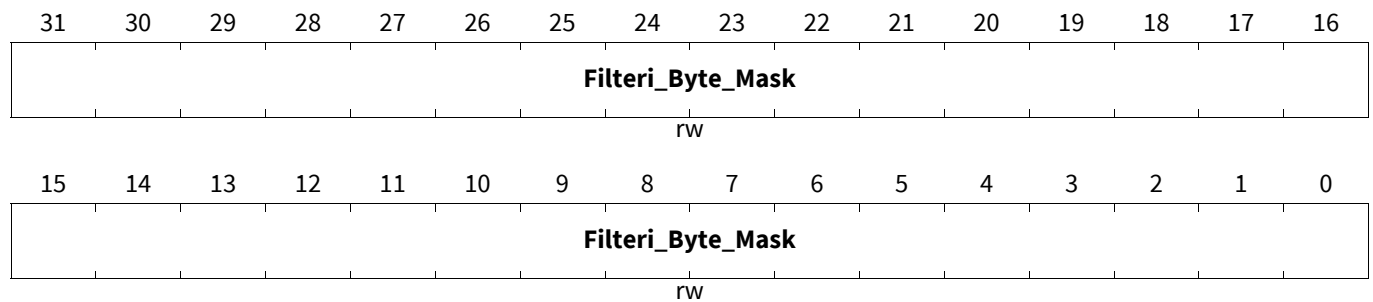 31 30 29 28 27 26 25 24 23 22 21 20 19 18 17 16
Filteri_Byte_Mask
rw
15 14 13 12 11 10 9 8 7 6 5 4 3 2 1 0
Filteri_Byte_Mask
rw